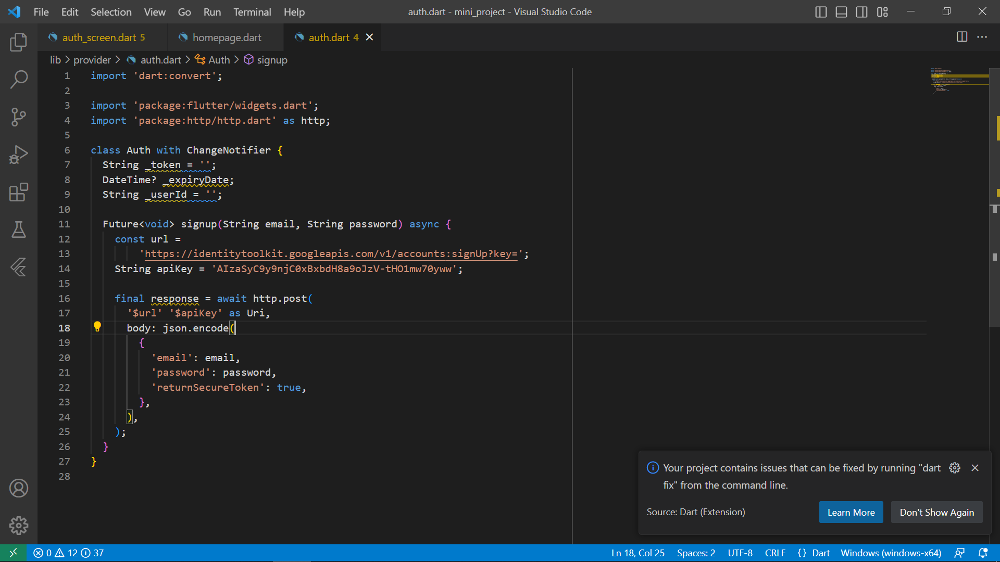 File Edit Selection View Go Run Terminal Help
auth.dart - mini_project - Visual Studio Code
auth_screen.dart 5
homepage.dart
auth.dart 4
lib > provider > auth.dart > Auth > signup
1 import 'dart:convert';
2
3 import 'package:flutter/widgets.dart';
4 import 'package:http/http.dart' as http;
5
6 class Auth with ChangeNotifier {
7 String _token = '';
8 DateTime? _expiryDate;
9 String _userId = '';
10
11 Future<void> signup(String email, String password) async {
12 const url =
13 'https://identitytoolkit.googleapis.com/v1/accounts:signUp?key=';
14 String apiKey = 'AIzaSyC9y9njC0xBxbdH8a9oJzV-tHO1mw70yww';
15
16 final response = await http.post(
17 '$url' '$apiKey' as Uri,
18 body: json.encode(
19 {
20 'email': email,
21 'password': password,
22 'returnSecureToken': true,
23 },
24 ),
25 );
26 }
27 }
28
Your project contains issues that can be fixed by running "dart
fix" from the command line.
Source: Dart (Extension)
Learn More
Don't Show Again
0 12 37
Ln 18, Col 25 Spaces: 2 UTF-8 CRLF {} Dart Windows (windows-x64)